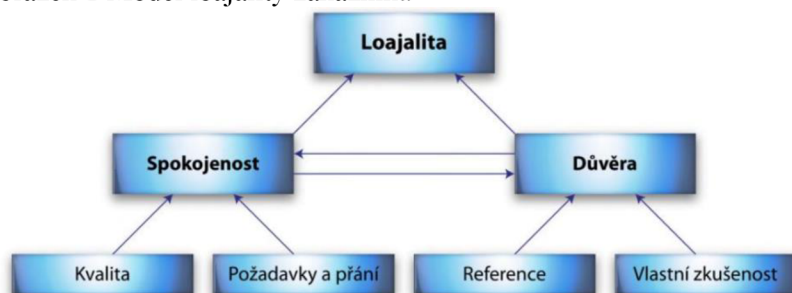 Loajalita
Spokojenost
Důvěra
Kvalita
Požadavky a přání
Reference
Vlastní zkušenost